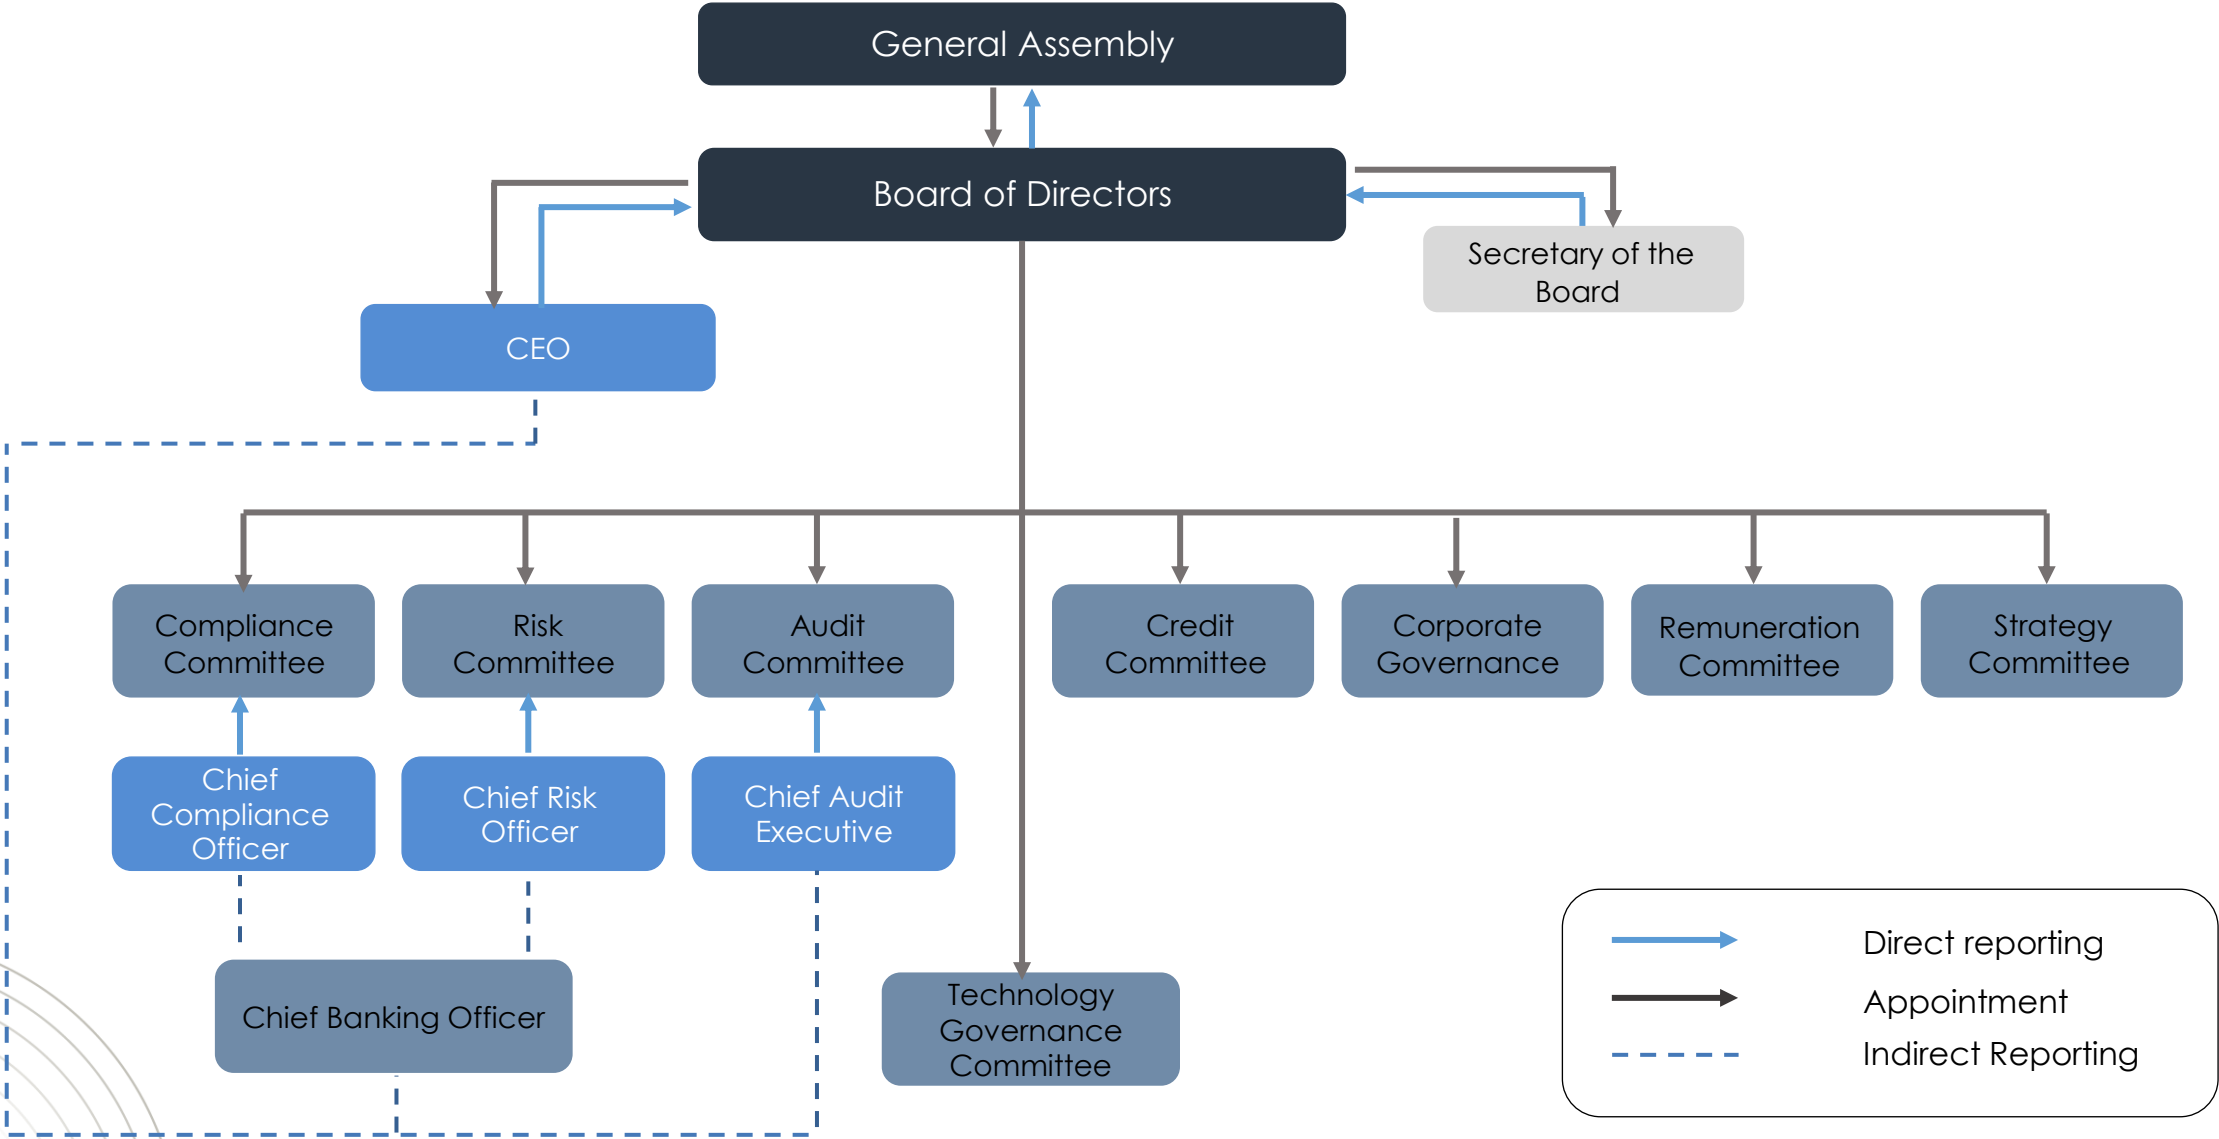 General Assembly
Board of Directors
Secretary of the
Board
CEO
Compliance
Committee
Risk
Committee
Audit
Committee
Credit
Committee
Corporate
Governance
Remuneration
Committee
Strategy
Committee
Chief
Compliance
Officer
Chief Risk
Officer
Chief Audit
Executive
Chief Banking Officer
Technology
Governance
Committee
Direct reporting
Appointment
Indirect Reporting